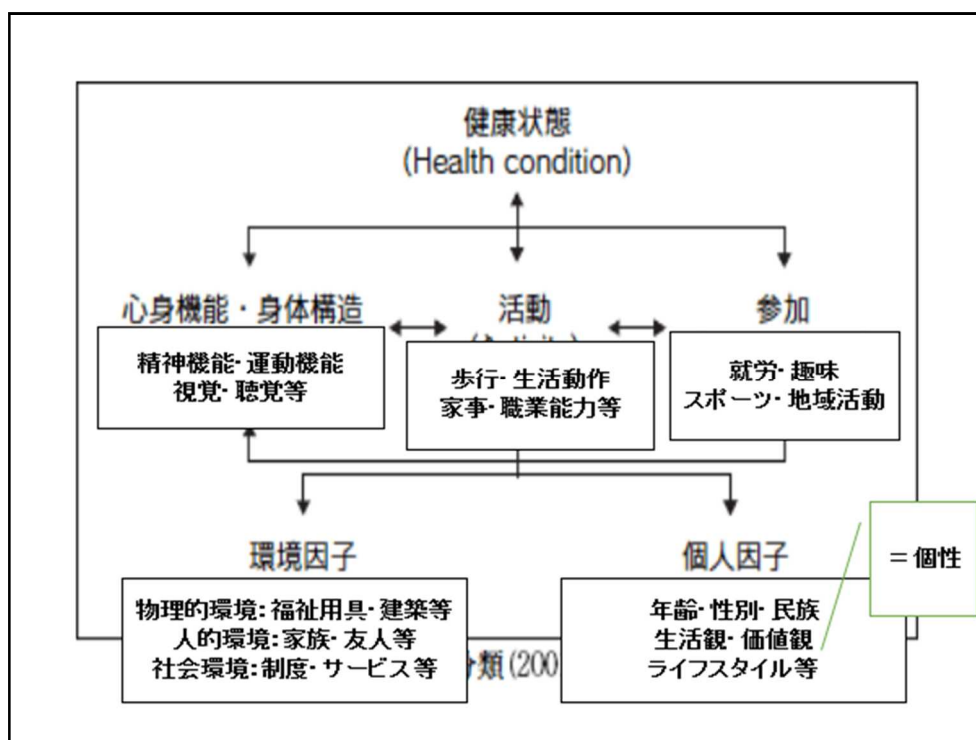 健康状態
(Health condition)
心身機能・身体構造
活動
参加
精神機能・運動機能
視覚・聴覚等
歩行・生活動作
家事・職業能力等
就労・趣味
スポーツ・地域活動
環境因子
個人因子
＝個性
物理的環境：福祉用具・建築等
人的環境：家族・友人等
社会環境：制度・サービス等
年齢・性別・民族
生活観・価値観
ライフスタイル等
類(200